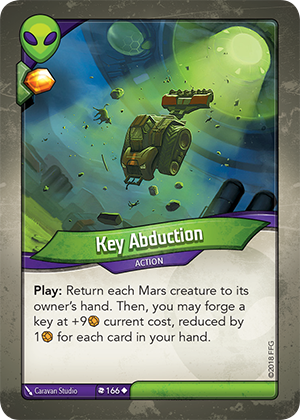 Key Abduction
ACTION
Play: Return each Mars creature to its
owner's hand. Then, you may forge a
key at +9 current cost, reduced by
1 for each card in your hand.
Caravan Studio
166
©2018 FFG